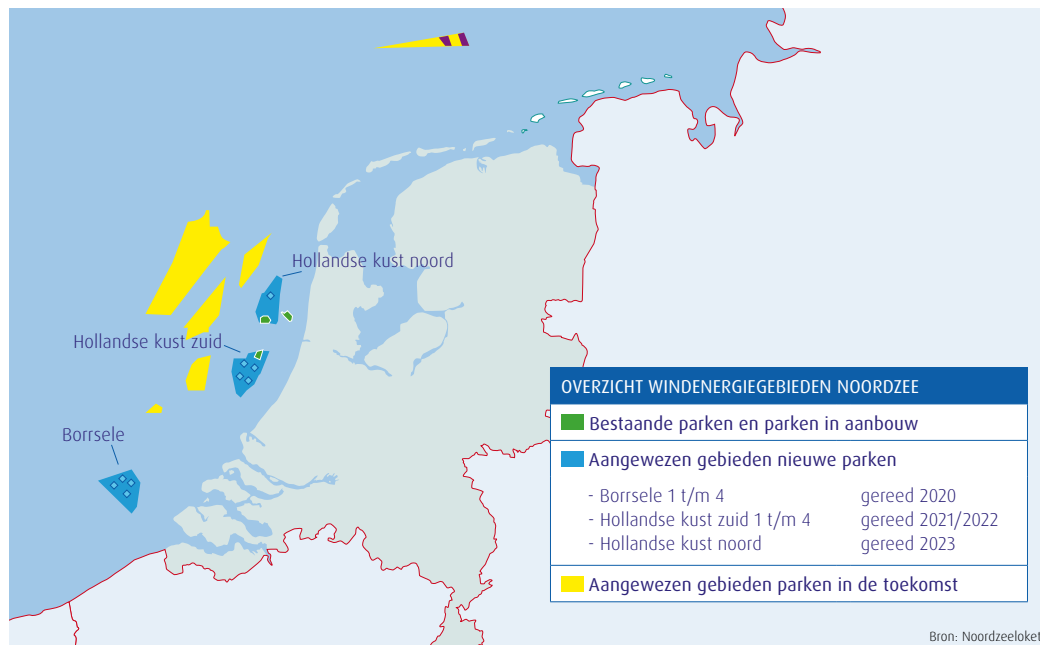 Hollandse kust noord
Hollandse kust zuid
Borrsele
OVERZICHT WINDENERGIEGEBIEDEN NOORDZEE
Bestaande parken en parken in aanbouw
Aangewezen gebieden nieuwe parken
- Borrsele 1 t/m 4 gereed 2020
- Hollandse kust zuid 1 t/m 4 gereed 2021/2022
- Hollandse kust noord gereed 2023
Aangewezen gebieden parken in de toekomst
Bron: Noordzeeloket